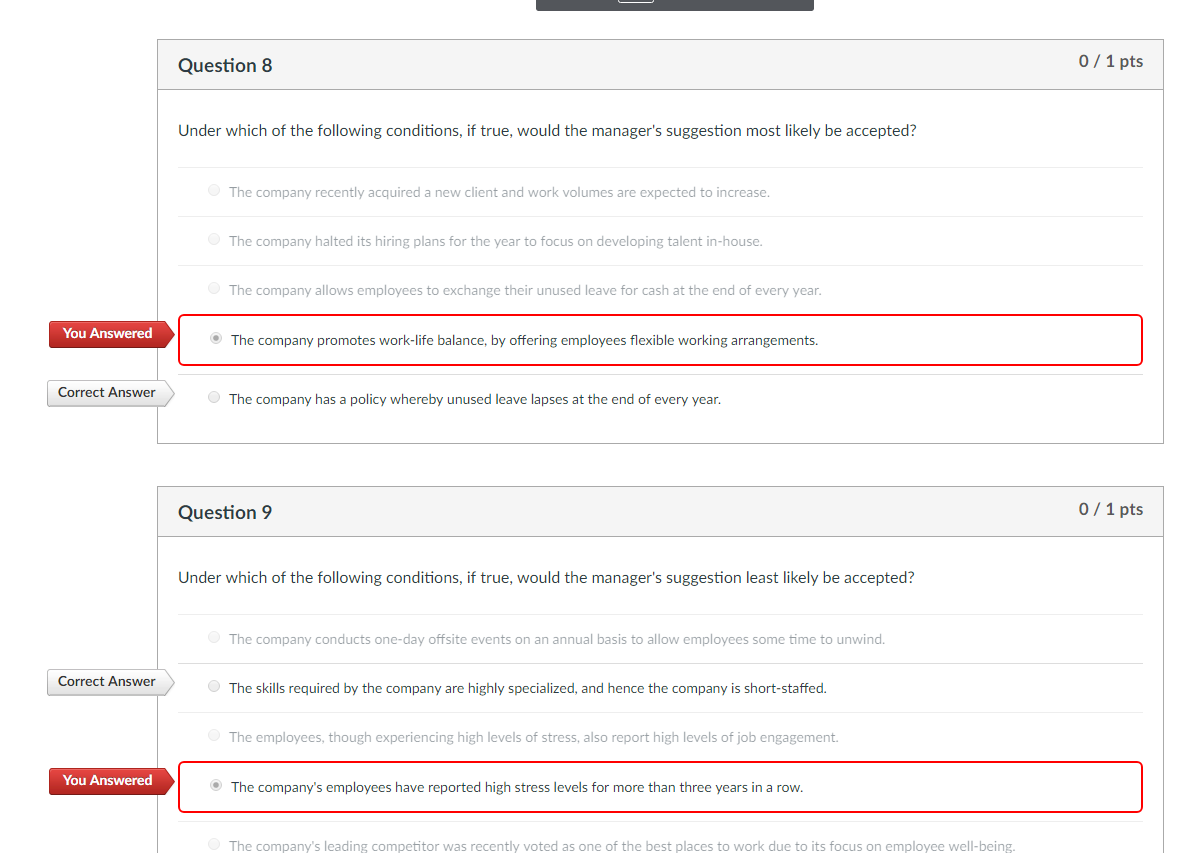 Question 8
0 / 1 pts
Under which of the following conditions, if true, would the manager's suggestion most likely be accepted?
The company recently acquired a new client and work volumes are expected to increase.
The company halted its hiring plans for the year to focus on developing talent in-house.
The company allows employees to exchange their unused leave for cash at the end of every year.
You Answered
The company promotes work-life balance, by offering employees flexible working arrangements.
Correct Answer
The company has a policy whereby unused leave lapses at the end of every year.
Question 9
0 / 1 pts
Under which of the following conditions, if true, would the manager's suggestion least likely be accepted?
The company conducts one-day offsite events on an annual basis to allow employees some time to unwind.
Correct Answer
The skills required by the company are highly specialized, and hence the company is short-staffed.
The employees, though experiencing high levels of stress, also report high levels of job engagement.
You Answered
The company's employees have reported high stress levels for more than three years in a row.
The company's leading competitor was recently voted as one of the best places to work due to its focus on employee well-being.